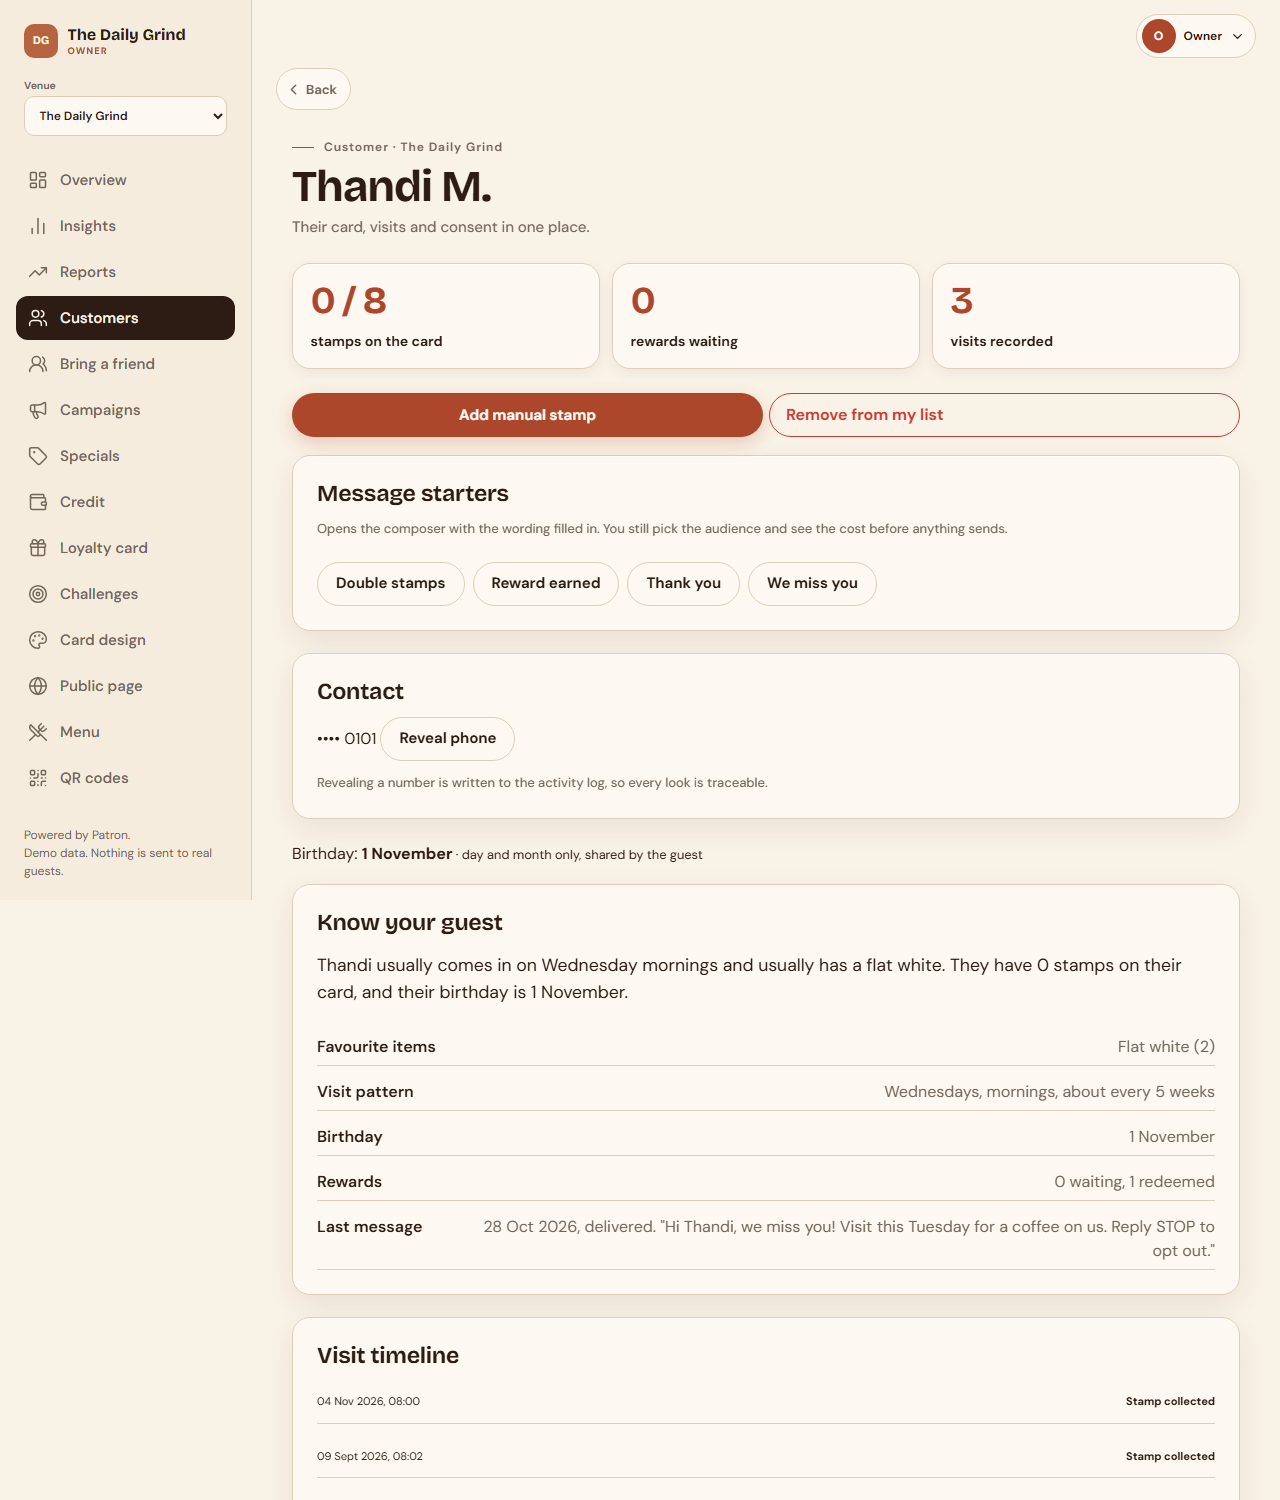 DG
The Daily Grind
OWNER
Venue
The Daily Grind
Overview
Insights
Reports
Customers
Bring a friend
Campaigns
Specials
Credit
Loyalty card
Challenges
Card design
Public page
Menu
QR codes
Powered by Patron.
Demo data. Nothing is sent to real
guests.
O
Owner
Back
Customer · The Daily Grind
Thandi M.
Their card, visits and consent in one place.
0 / 8
stamps on the card
0
rewards waiting
3
visits recorded
Add manual stamp
Remove from my list
Message starters
Opens the composer with the wording filled in. You still pick the audience and see the cost before anything sends.
Double stamps
Reward earned
Thank you
We miss you
Contact
•••• 0101
Reveal phone
Revealing a number is written to the activity log, so every look is traceable.
Birthday: 1 November · day and month only, shared by the guest
Know your guest
Thandi usually comes in on Wednesday mornings and usually has a flat white. They have 0 stamps on their
card, and their birthday is 1 November.
Favourite items
Flat white (2)
Visit pattern
Wednesdays, mornings, about every 5 weeks
Birthday
1 November
Rewards
0 waiting, 1 redeemed
Last message
28 Oct 2026, delivered. "Hi Thandi, we miss you! Visit this Tuesday for a coffee on us. Reply STOP to
opt out."
Visit timeline
04 Nov 2026, 08:00
Stamp collected
09 Sept 2026, 08:02
Stamp collected